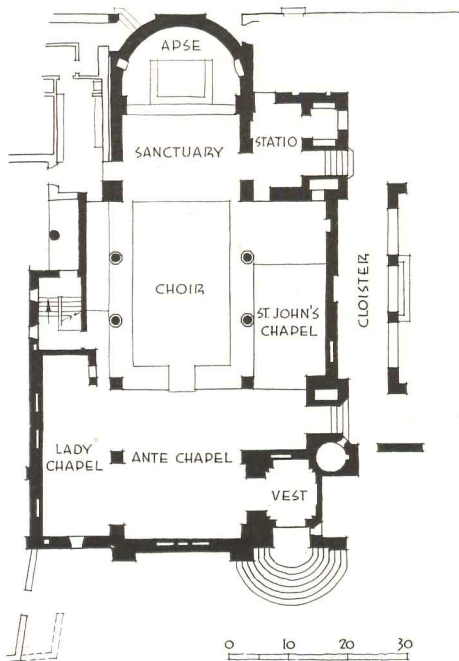 APSE
SANCTUARY
STATIO
CHOIR
ST. JOHN'S
CHAPEL
CLOISTER
LADY
CHAPEL
ANTE CHAPEL
VEST
0 10 20 30